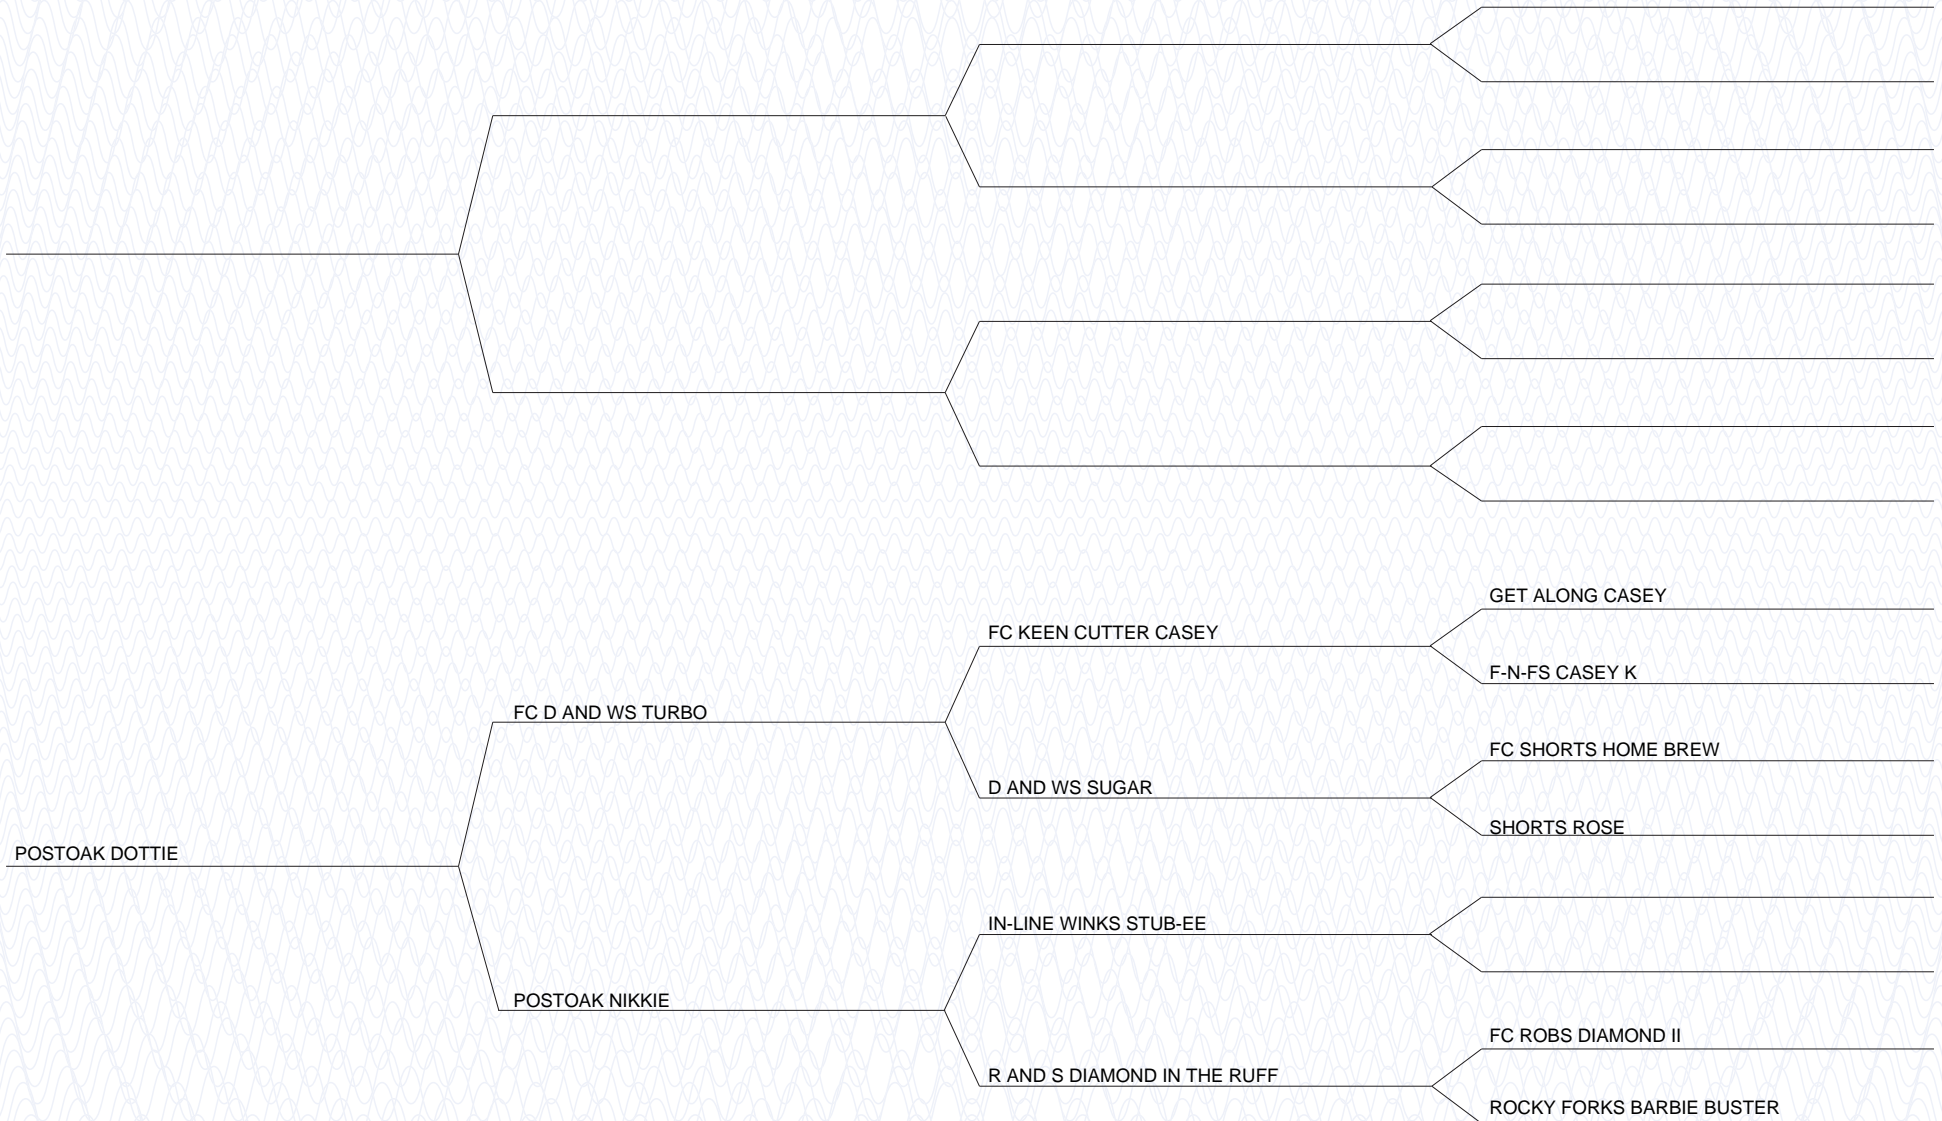 GET ALONG CASEY
FC KEEN CUTTER CASEY
F-N-FS CASEY K
FC D AND WS TURBO
FC SHORTS HOME BREW
D AND WS SUGAR
SHORTS ROSE
POSTOAK DOTTIE
IN-LINE WINKS STUB-EE
POSTOAK NIKKIE
FC ROBS DIAMOND II
R AND S DIAMOND IN THE RUFF
ROCKY FORKS BARBIE BUSTER